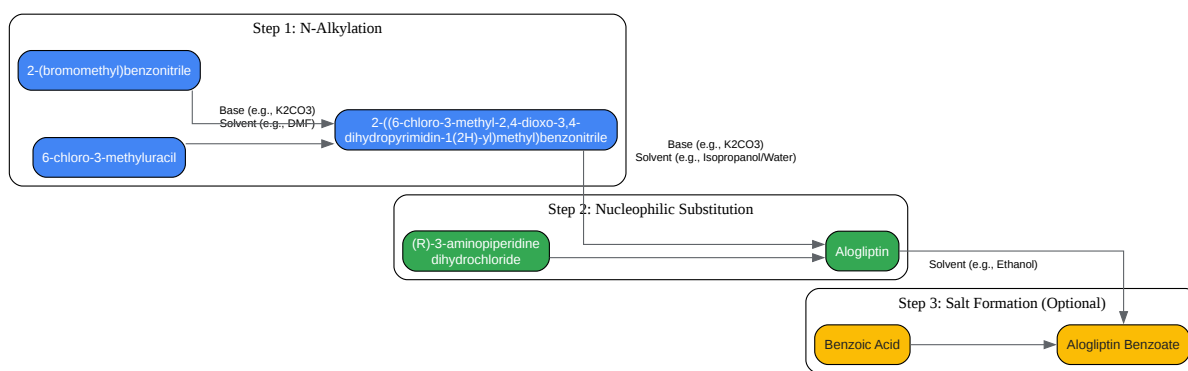 Step 1: N-Alkylation
2-(bromomethyl)benzonitrile
Base (e.g., K2CO3)
Solvent (e.g., DMF)
2-((6-chloro-3-methyl-2,4-dioxo-3,4-
dihydropyrimidin-1(2H)-yl)methyl)benzonitrile
6-chloro-3-methyluracil
Base (e.g., K2CO3)
Solvent (e.g., Isopropanol/Water)
Step 2: Nucleophilic Substitution
(R)-3-aminopiperidine
dihydrochloride
Alogliptin
Solvent (e.g., Ethanol)
Step 3: Salt Formation (Optional)
Benzoic Acid
Alogliptin Benzoate